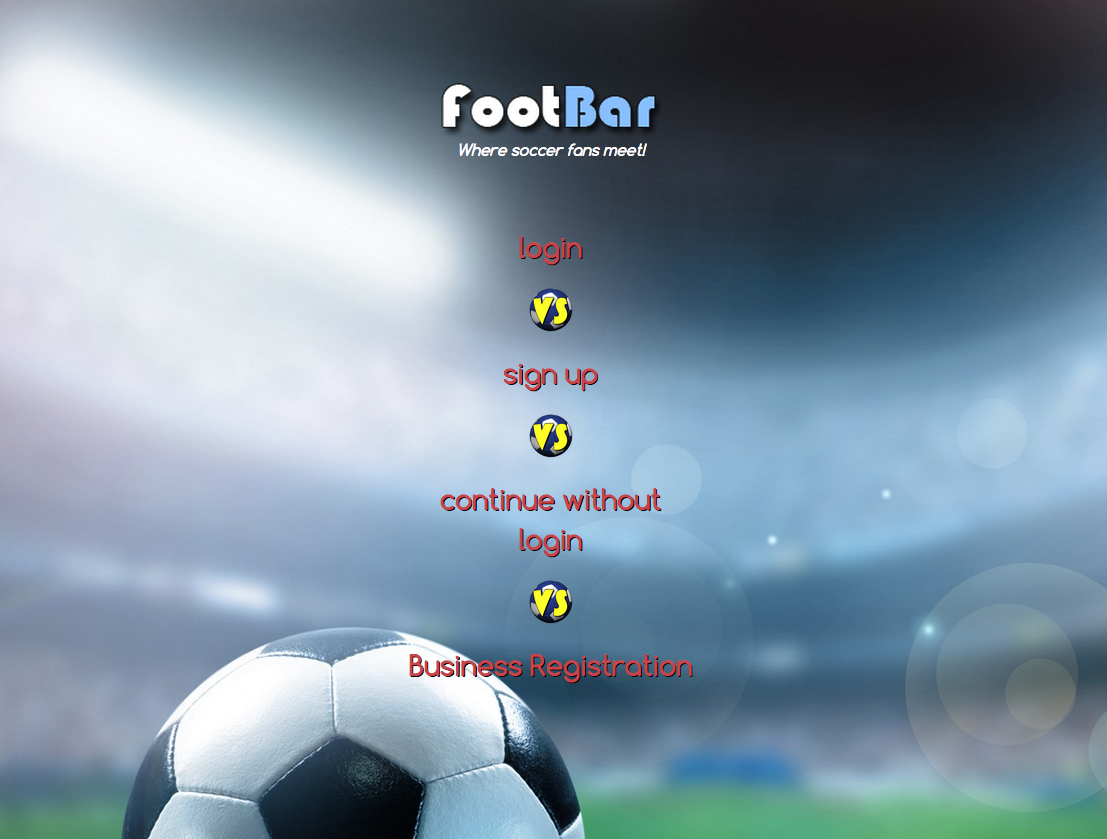 FootBar
Where soccer fans meet!
login
VS
sign up
VS
continue without
login
VS
Business Registration